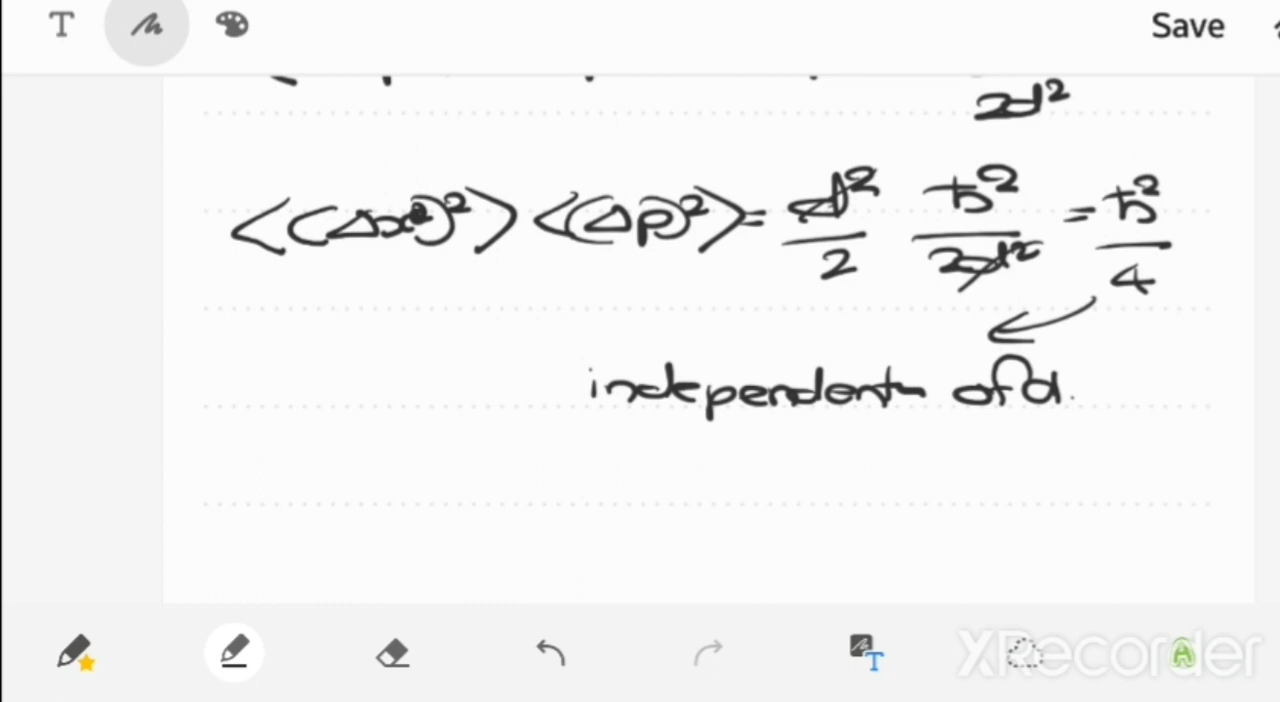 T Save
2d²
<(Δx)²> <(Δp)²> = d²/2 ħ²/2d² = ħ²/4
independent of d.
T XRecorder